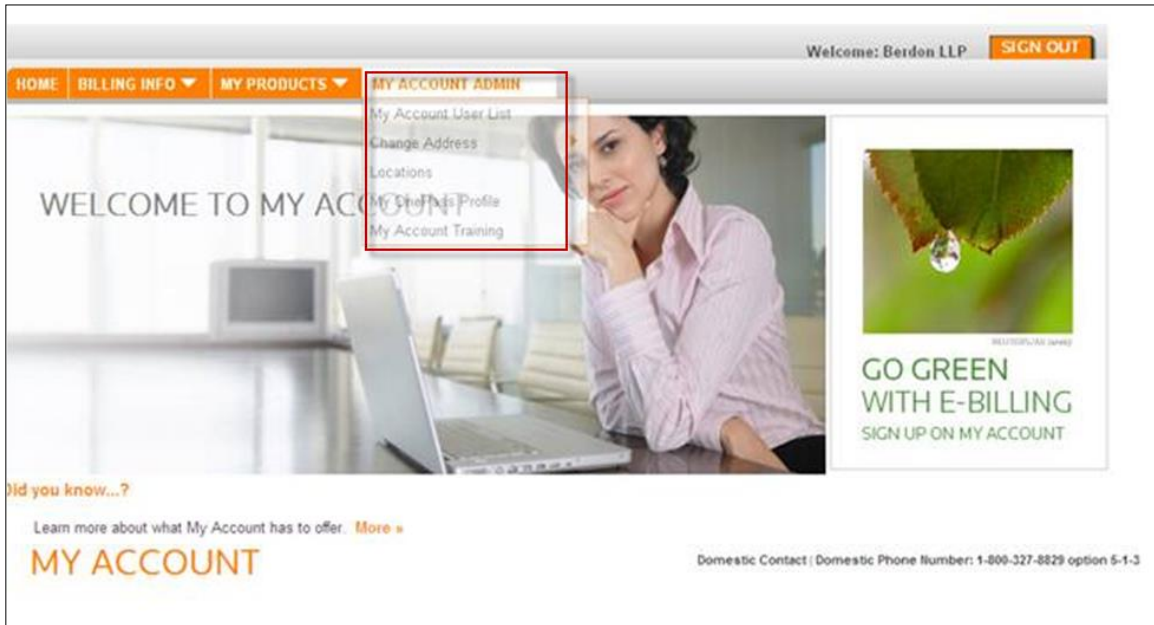 Welcome: Berdon LLP
SIGN OUT
HOME
BILLING INFO
MY PRODUCTS
MY ACCOUNT ADMIN
My Account User List
Change Address
Locations
My OnePass Profile
My Account Training
WELCOME TO MY ACCOUNT
GO GREEN
WITH E-BILLING
SIGN UP ON MY ACCOUNT
Did you know...?
Learn more about what My Account has to offer. More »
MY ACCOUNT
Domestic Contact | Domestic Phone Number: 1-800-327-8829 option 5-1-3